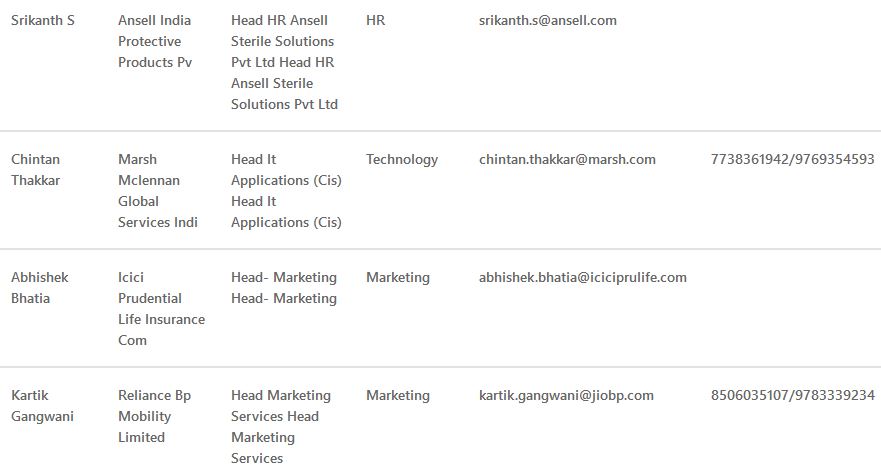 Srikanth S
Ansell India
Protective
Products Pv
Head HR Ansell
Sterile Solutions
Pvt Ltd Head HR
Ansell Sterile
Solutions Pvt Ltd
HR
srikanth.s@ansell.com
Chintan
Thakkar
Marsh
Mclennan
Global
Services Indi
Head It
Applications (Cis)
Head It
Applications (Cis)
Technology
chintan.thakkar@marsh.com
7738361942/9769354593
Abhishek
Bhatia
Icici
Prudential
Life Insurance
Com
Head- Marketing
Head- Marketing
Marketing
abhishek.bhatia@iciciprulife.com
Kartik
Gangwani
Reliance Bp
Mobility
Limited
Head Marketing
Services Head
Marketing
Services
Marketing
kartik.gangwani@jiobp.com
8506035107/9783339234